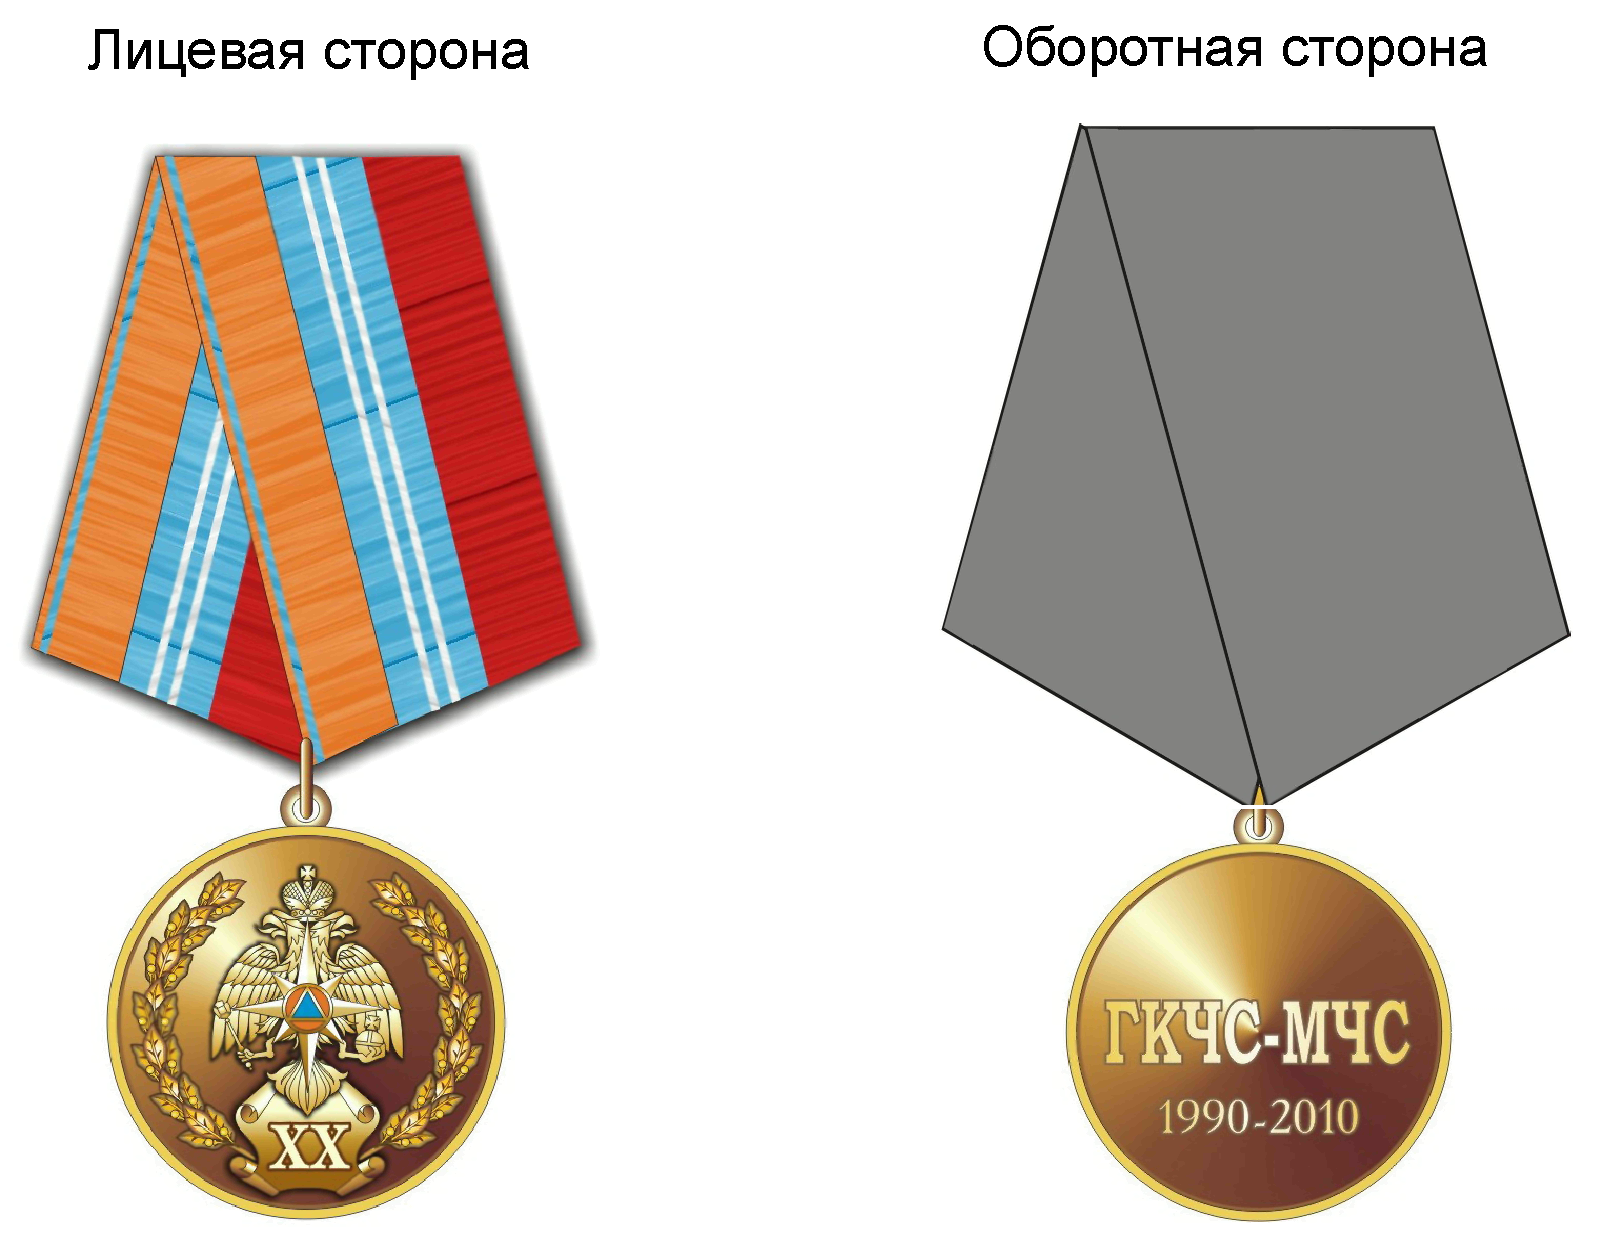 Лицевая сторона
Оборотная сторона
XX
ГКЧС-МЧС
1990-2010